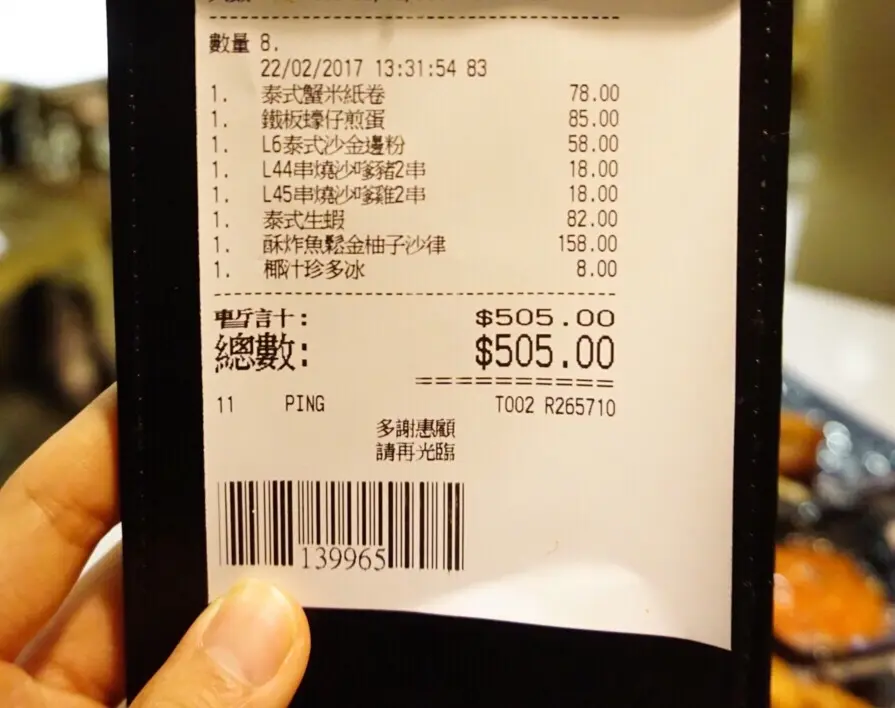 數量 8.
22/02/2017 13:31:54 83
1. 泰式蟹米紙卷 78.00
1. 鐵板蠔仔煎蛋 85.00
1. L6泰式沙金邊粉 58.00
1. L44串燒沙嗲豬2串 18.00
1. L45串燒沙嗲雞2串 18.00
1. 泰式生蝦 82.00
1. 酥炸魚鬆金柚子沙律 158.00
1. 椰汁珍多冰 8.00
暫計: $505.00
總數: $505.00
11 PING T002 R265710
多謝惠顧
請再光臨
139965